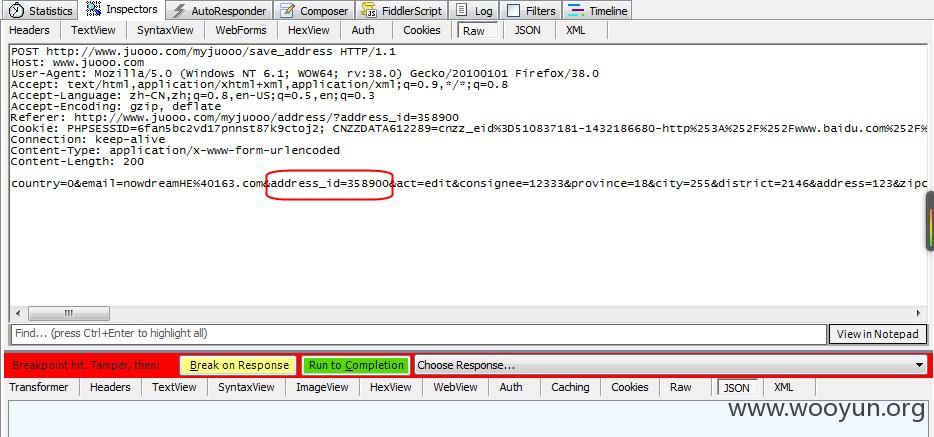 Statistics Inspectors AutoResponder Composer FiddlerScript Log Filters Timeline
Headers TextView SyntaxView WebForms HexView Auth Cookies Raw JSON XML
POST http://www.juooo.com/myjuooo/save_address HTTP/1.1
Host: www.juooo.com
User-Agent: Mozilla/5.0 (Windows NT 6.1; WOW64; rv:38.0) Gecko/20100101 Firefox/38.0
Accept: text/html,application/xhtml+xml,application/xml;q=0.9,*/*;q=0.8
Accept-Language: zh-CN,zh;q=0.8,en-US;q=0.5,en;q=0.3
Accept-Encoding: gzip, deflate
Referer: http://www.juooo.com/myjuooo/address/?address_id=358900
Cookie: PHPSESSID=6fan5bc2vd17pnnst87k9ctoj2; CNZZDATA612289=cnzz_eid%3D510837181-1432186680-http%253A%252F%252Fwww.baidu.com%252F%
Connection: keep-alive
Content-Type: application/x-www-form-urlencoded
Content-Length: 200
country=0&email=nowdreamHE%40163.com&address_id=358900&act=edit&consignee=12333&province=18&city=255&district=2146&address=123&zipc
Find... (press Ctrl+Enter to highlight all) View in Notepad
Breakpoint hit. Tamper, then: Break on Response Run to Completion Choose Response...
Transformer Headers TextView SyntaxView ImageView HexView WebView Auth Caching Cookies Raw JSON XML
www.wooyun.org